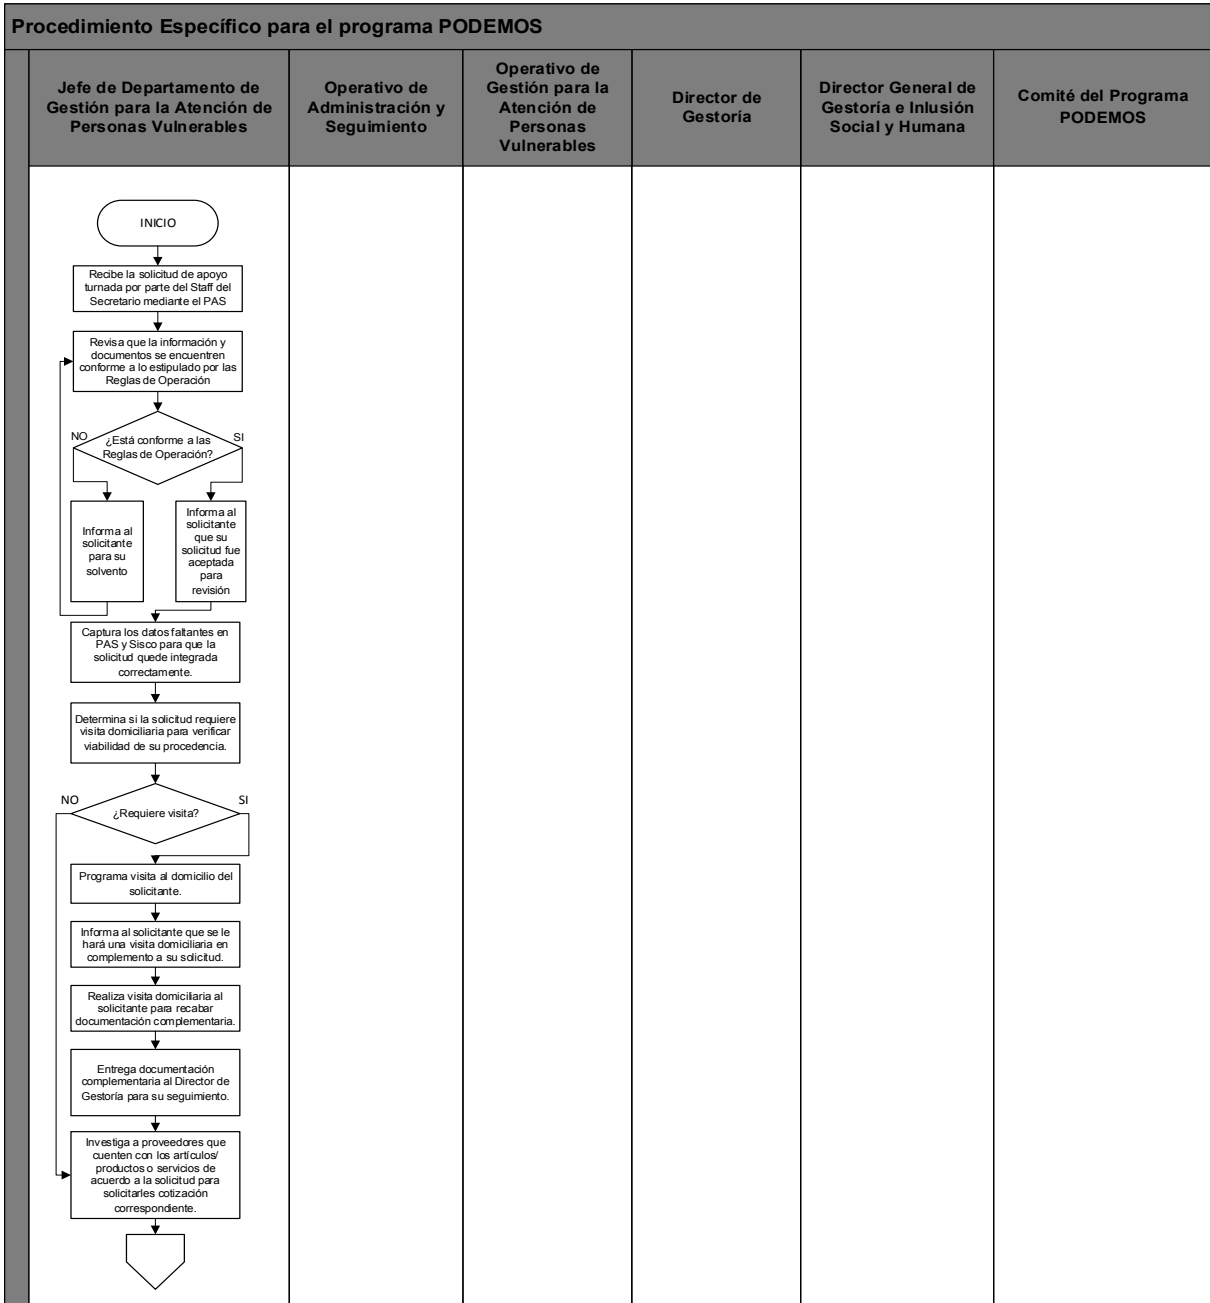 Procedimiento Específico para el programa PODEMOS
Jefe de Departamento de
Gestión para la Atención de
Personas Vulnerables
Operativo de
Administración y
Seguimiento
Operativo de
Gestión para la
Atención de
Personas
Vulnerables
Director de
Gestoría
Director General de
Gestoría e Inlusión
Social y Humana
Comité del Programa
PODEMOS
INICIO
Recibe la solicitud de apoyo
turnada por parte del Staff del
Secretario mediante el PAS
Revisa que la información y
documentos se encuentren
conforme a lo estipulado por las
Reglas de Operación
NO
¿Está conforme a las
Reglas de Operación?
SI
Informa al
solicitante
para su
solvento
Informa al
solicitante
que su
solicitud fue
aceptada
para
revisión
Captura los datos faltantes en
PAS y Sisco para que la
solicitud quede integrada
correctamente.
Determina si la solicitud requiere
visita domiciliaria para verificar
viabilidad de su procedencia.
NO
¿Requiere visita?
SI
Programa visita al domicilio del
solicitante.
Informa al solicitante que se le
hará una visita domiciliaria en
complemento a su solicitud.
Realiza visita domiciliaria al
solicitante para recabar
documentación complementaria.
Entrega documentación
complementaria al Director de
Gestoría para su seguimiento.
Investiga a proveedores que
cuenten con los artículos/
productos o servicios de
acuerdo a la solicitud para
solicitarles cotización
correspondiente.